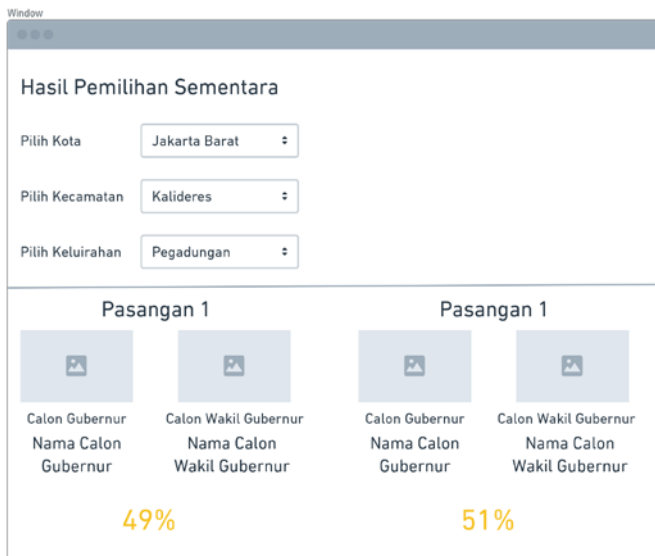 Window
Hasil Pemilihan Sementara
Pilih Kota
Jakarta Barat
Pilih Kecamatan
Kalideres
Pilih Keluirahan
Pegadungan
Pasangan 1
Calon Gubernur
Nama Calon
Gubernur
Calon Wakil Gubernur
Nama Calon
Wakil Gubernur
49%
Pasangan 1
Calon Gubernur
Nama Calon
Gubernur
Calon Wakil Gubernur
Nama Calon
Wakil Gubernur
51%